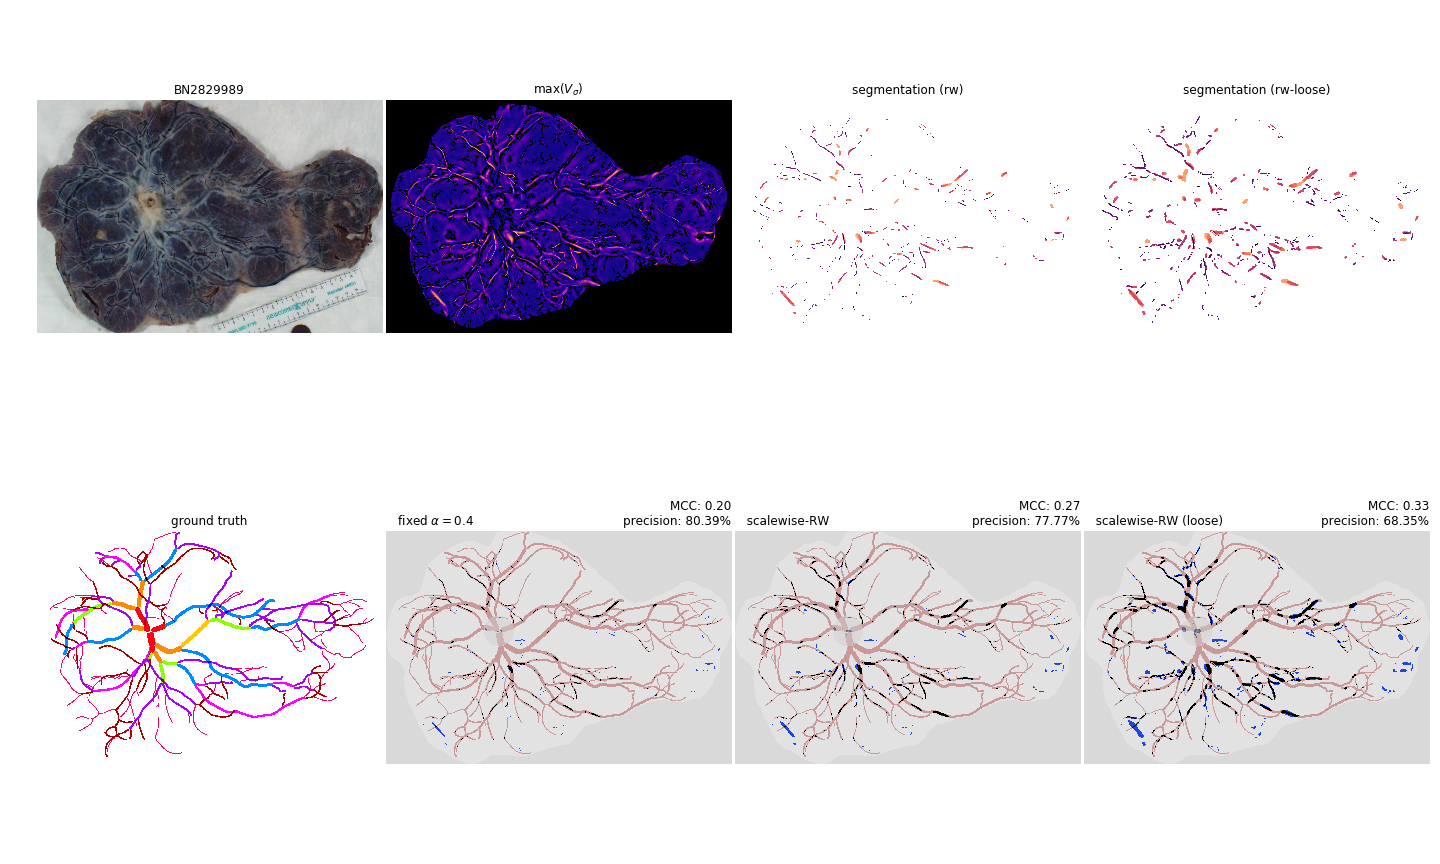 BN2829989
max(V_σ)
segmentation (rw)
segmentation (rw-loose)
ground truth
fixed α = 0.4
MCC: 0.20
precision: 80.39%
scalewise-RW
MCC: 0.27
precision: 77.77%
scalewise-RW (loose)
MCC: 0.33
precision: 68.35%